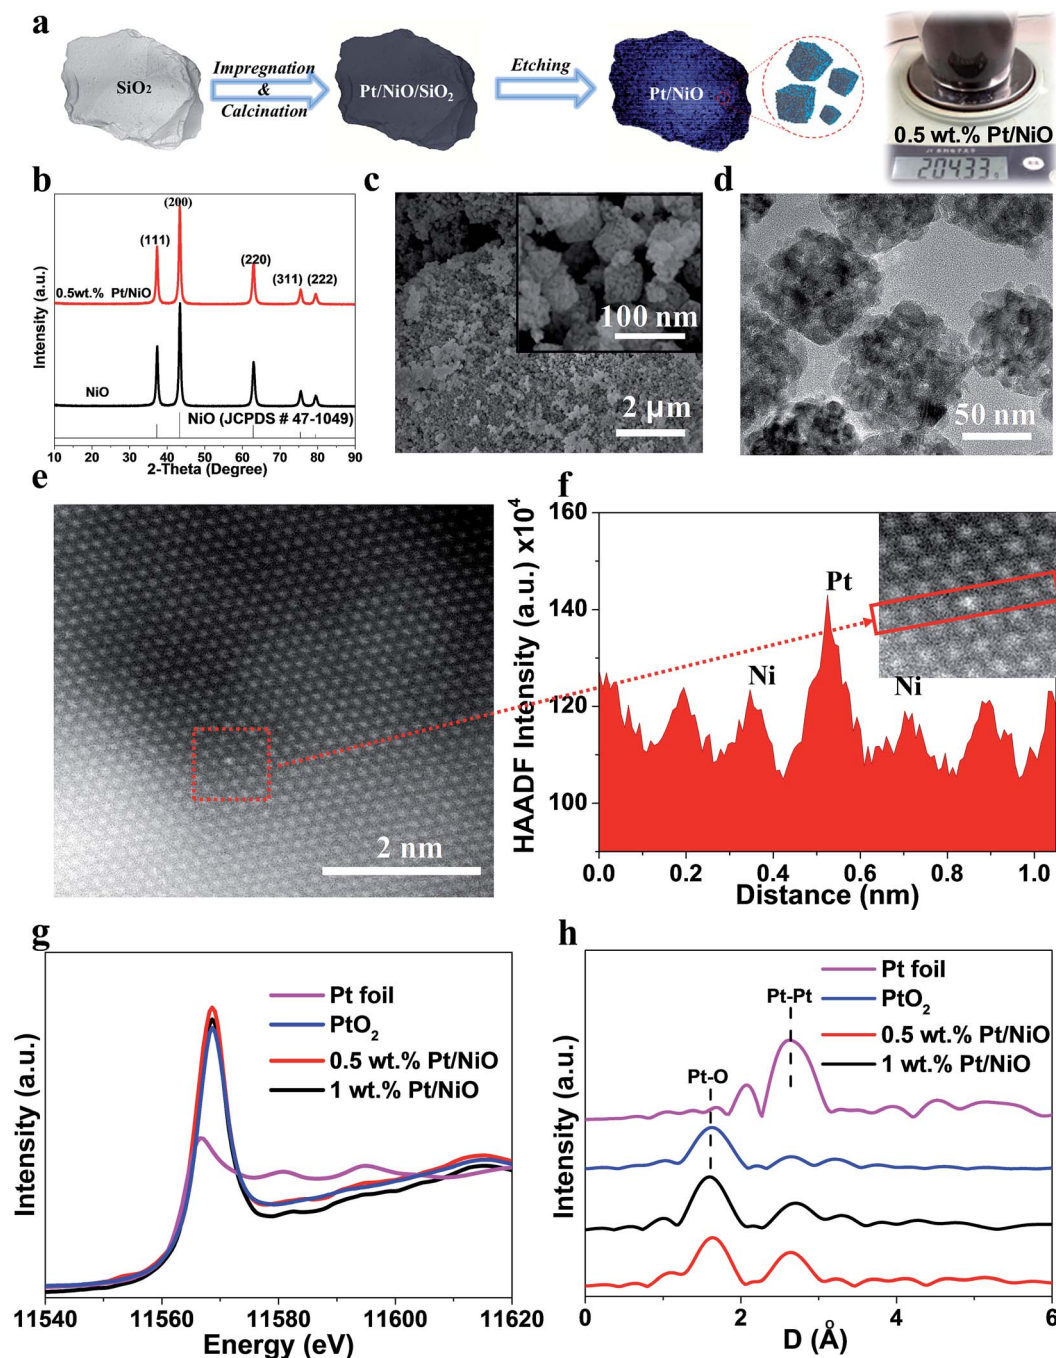 a
SiO2
Impregnation
&
Calcination
Pt/NiO/SiO2
Etching
Pt/NiO
0.5 wt.% Pt/NiO
204.33 g
b
(111)
(200)
(220)
(311)
(222)
0.5wt.% Pt/NiO
NiO
NiO (JCPDS # 47-1049)
Intensity (a.u.)
10 20 30 40 50 60 70 80 90
2-Theta (Degree)
c
100 nm
2 µm
d
50 nm
e
2 nm
f
HAADF Intensity (a.u.) x10⁴
160
140
120
100
Ni
Pt
Ni
0.0 0.2 0.4 0.6 0.8 1.0
Distance (nm)
g
Intensity (a.u.)
Pt foil
PtO2
0.5 wt.% Pt/NiO
1 wt.% Pt/NiO
11540 11560 11580 11600 11620
Energy (eV)
h
Intensity (a.u.)
Pt-O
Pt-Pt
Pt foil
PtO2
0.5 wt.% Pt/NiO
1 wt.% Pt/NiO
0 2 4 6
D (Å)